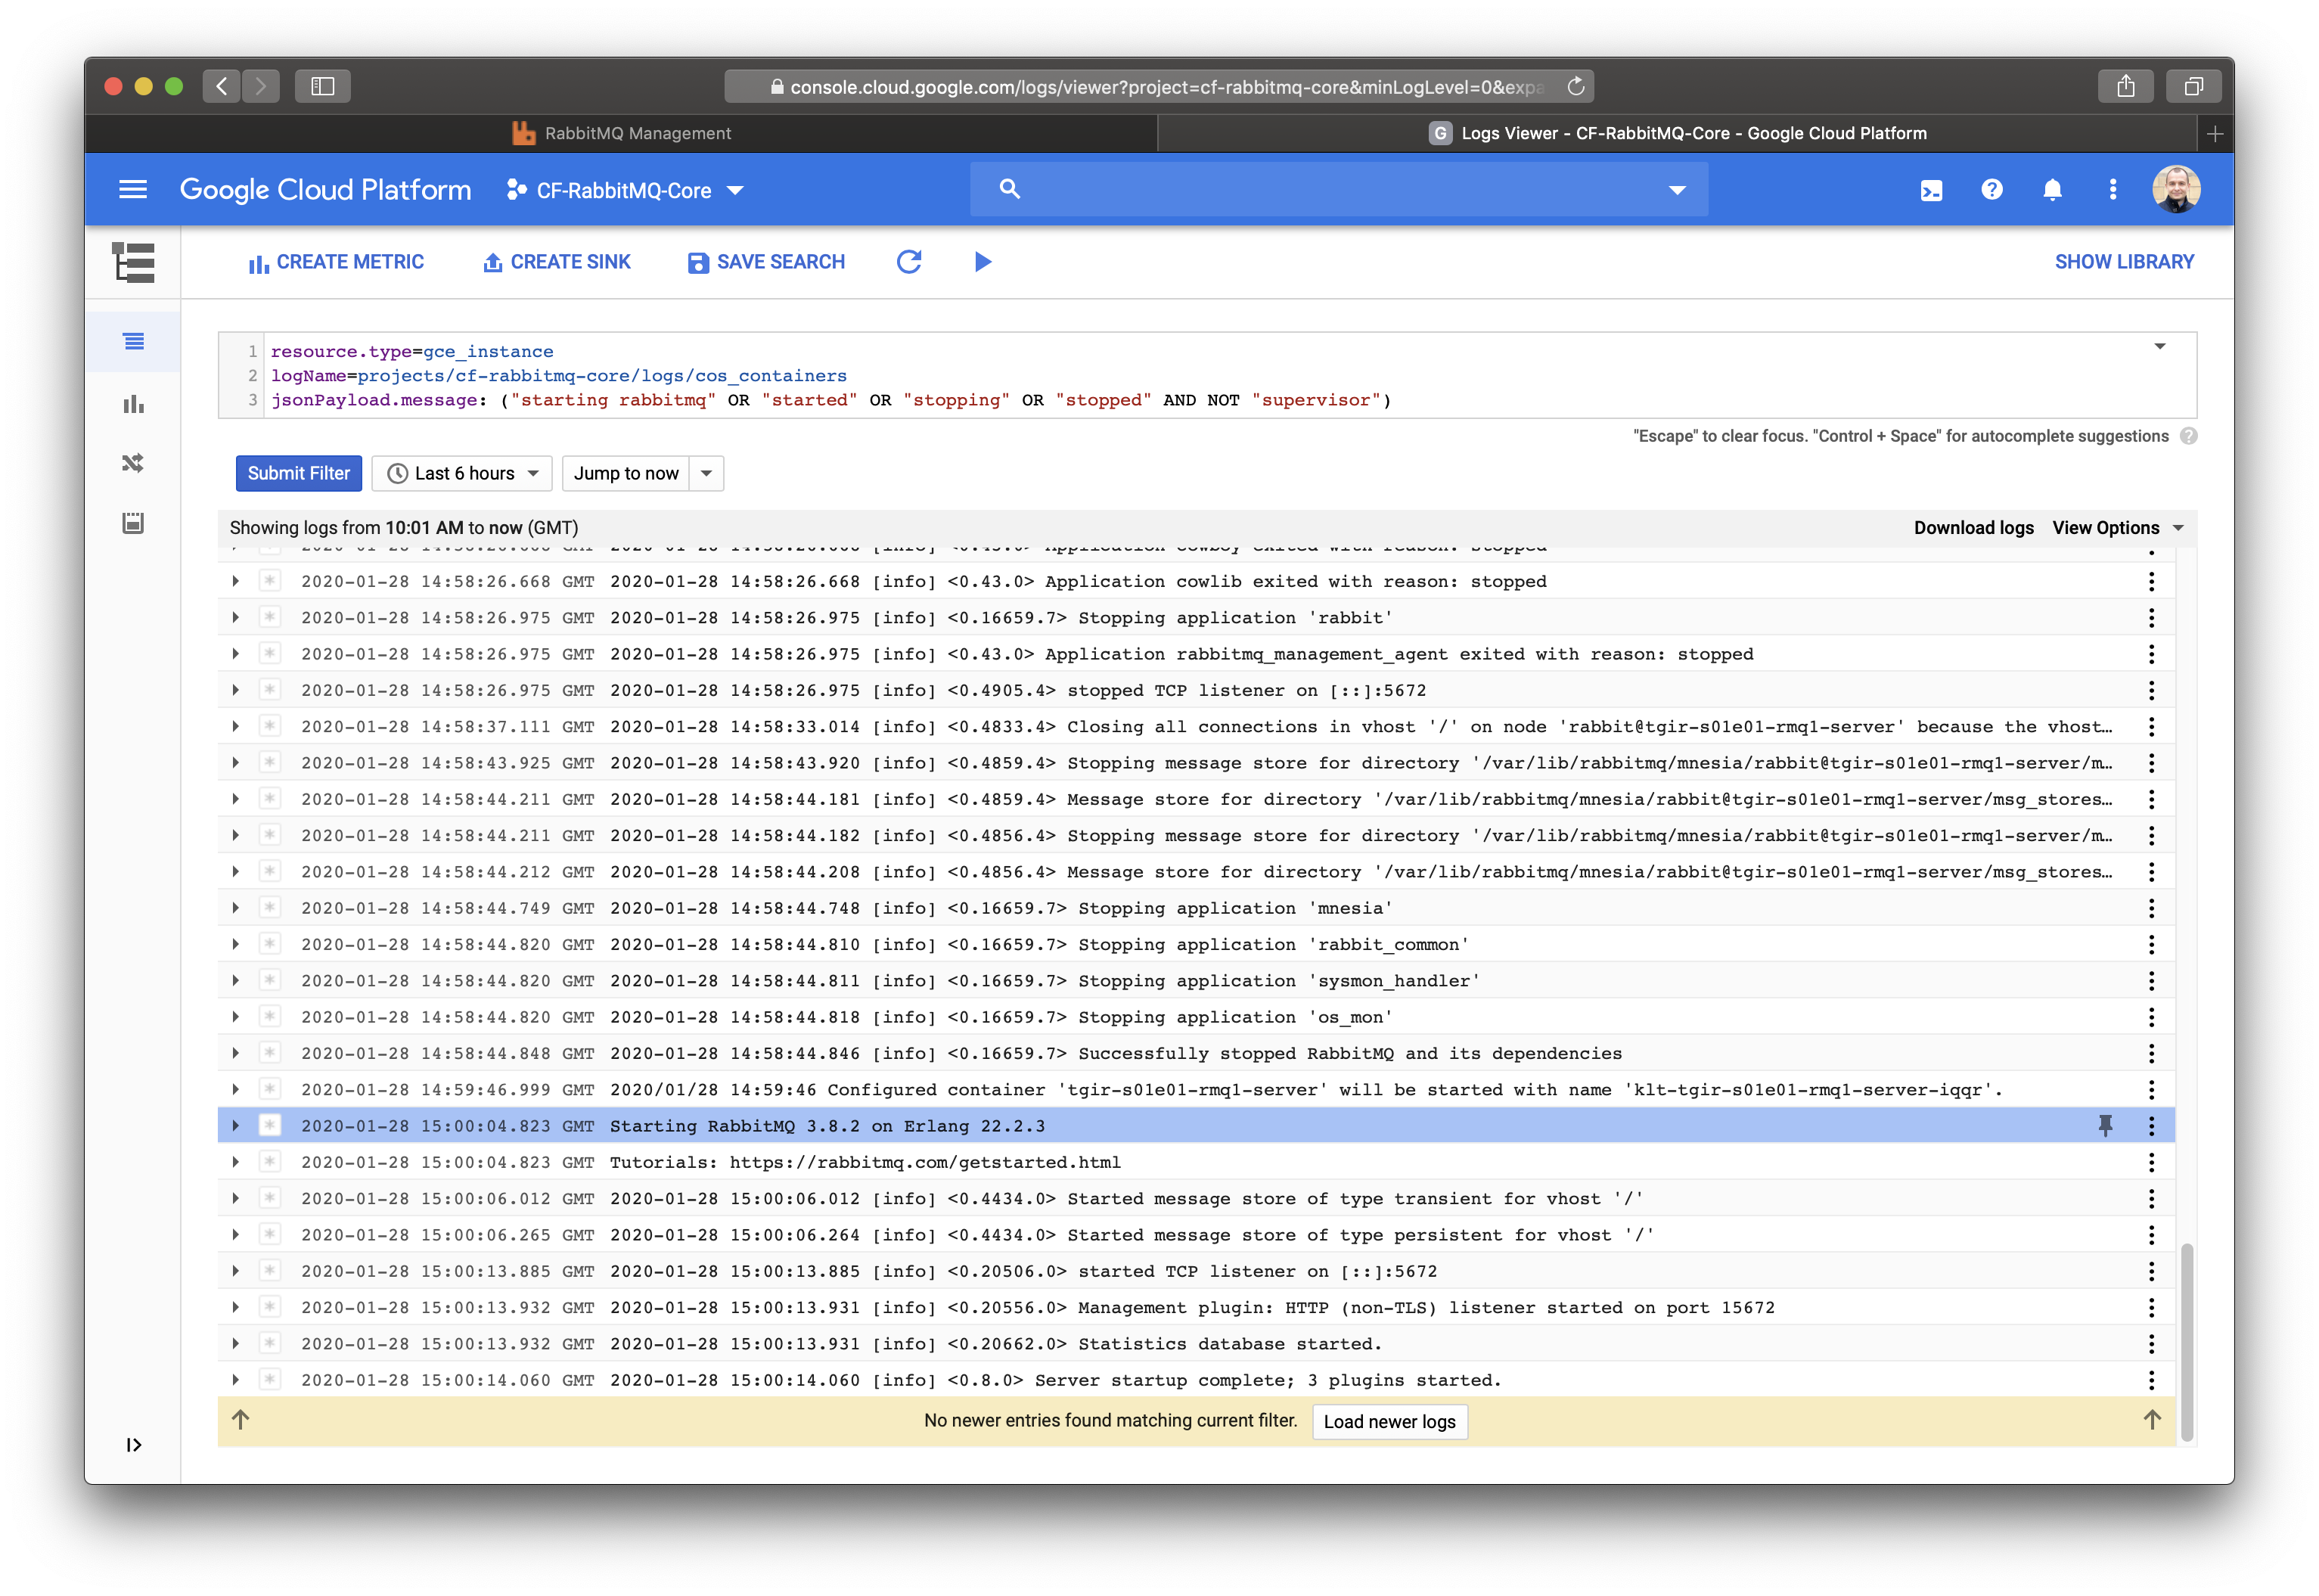 console.cloud.google.com/logs/viewer?project=cf-rabbitmq-core&minLogLevel=0&expa
RabbitMQ Management
G Logs Viewer - CF-RabbitMQ-Core - Google Cloud Platform
Google Cloud Platform CF-RabbitMQ-Core
CREATE METRIC CREATE SINK SAVE SEARCH SHOW LIBRARY
1 resource.type=gce_instance
2 logName=projects/cf-rabbitmq-core/logs/cos_containers
3 jsonPayload.message: ("starting rabbitmq" OR "started" OR "stopping" OR "stopped" AND NOT "supervisor")
"Escape" to clear focus. "Control + Space" for autocomplete suggestions ?
Submit Filter Last 6 hours Jump to now
Showing logs from 10:01 AM to now (GMT) Download logs View Options
2020-01-28 14:58:26.668 GMT 2020-01-28 14:58:26.668 [info] <0.43.0> Application cowboy exited with reason: stopped
2020-01-28 14:58:26.668 GMT 2020-01-28 14:58:26.668 [info] <0.43.0> Application cowlib exited with reason: stopped
2020-01-28 14:58:26.975 GMT 2020-01-28 14:58:26.975 [info] <0.16659.7> Stopping application 'rabbit'
2020-01-28 14:58:26.975 GMT 2020-01-28 14:58:26.975 [info] <0.43.0> Application rabbitmq_management_agent exited with reason: stopped
2020-01-28 14:58:26.975 GMT 2020-01-28 14:58:26.975 [info] <0.4905.4> stopped TCP listener on [::]:5672
2020-01-28 14:58:37.111 GMT 2020-01-28 14:58:33.014 [info] <0.4833.4> Closing all connections in vhost '/' on node 'rabbit@tgir-s01e01-rmq1-server' because the vhost…
2020-01-28 14:58:43.925 GMT 2020-01-28 14:58:43.920 [info] <0.4859.4> Stopping message store for directory '/var/lib/rabbitmq/mnesia/rabbit@tgir-s01e01-rmq1-server/m…
2020-01-28 14:58:44.211 GMT 2020-01-28 14:58:44.181 [info] <0.4859.4> Message store for directory '/var/lib/rabbitmq/mnesia/rabbit@tgir-s01e01-rmq1-server/msg_stores…
2020-01-28 14:58:44.211 GMT 2020-01-28 14:58:44.182 [info] <0.4856.4> Stopping message store for directory '/var/lib/rabbitmq/mnesia/rabbit@tgir-s01e01-rmq1-server/m…
2020-01-28 14:58:44.212 GMT 2020-01-28 14:58:44.208 [info] <0.4856.4> Message store for directory '/var/lib/rabbitmq/mnesia/rabbit@tgir-s01e01-rmq1-server/msg_stores…
2020-01-28 14:58:44.749 GMT 2020-01-28 14:58:44.748 [info] <0.16659.7> Stopping application 'mnesia'
2020-01-28 14:58:44.820 GMT 2020-01-28 14:58:44.810 [info] <0.16659.7> Stopping application 'rabbit_common'
2020-01-28 14:58:44.820 GMT 2020-01-28 14:58:44.811 [info] <0.16659.7> Stopping application 'sysmon_handler'
2020-01-28 14:58:44.820 GMT 2020-01-28 14:58:44.818 [info] <0.16659.7> Stopping application 'os_mon'
2020-01-28 14:58:44.848 GMT 2020-01-28 14:58:44.846 [info] <0.16659.7> Successfully stopped RabbitMQ and its dependencies
2020-01-28 14:59:46.999 GMT 2020/01/28 14:59:46 Configured container 'tgir-s01e01-rmq1-server' will be started with name 'klt-tgir-s01e01-rmq1-server-iqqr'.
2020-01-28 15:00:04.823 GMT Starting RabbitMQ 3.8.2 on Erlang 22.2.3
2020-01-28 15:00:04.823 GMT Tutorials: https://rabbitmq.com/getstarted.html
2020-01-28 15:00:06.012 GMT 2020-01-28 15:00:06.012 [info] <0.4434.0> Started message store of type transient for vhost '/'
2020-01-28 15:00:06.265 GMT 2020-01-28 15:00:06.264 [info] <0.4434.0> Started message store of type persistent for vhost '/'
2020-01-28 15:00:13.885 GMT 2020-01-28 15:00:13.885 [info] <0.20506.0> started TCP listener on [::]:5672
2020-01-28 15:00:13.932 GMT 2020-01-28 15:00:13.931 [info] <0.20556.0> Management plugin: HTTP (non-TLS) listener started on port 15672
2020-01-28 15:00:13.932 GMT 2020-01-28 15:00:13.931 [info] <0.20662.0> Statistics database started.
2020-01-28 15:00:14.060 GMT 2020-01-28 15:00:14.060 [info] <0.8.0> Server startup complete; 3 plugins started.
No newer entries found matching current filter. Load newer logs